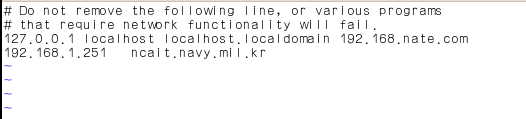 # Do not remove the following line, or various programs
# that require network functionality will fail.
127.0.0.1 localhost localhost.localdomain 192.168.nate.com
192.168.1.251   ncait.navy.mil.kr
~
~
~
~